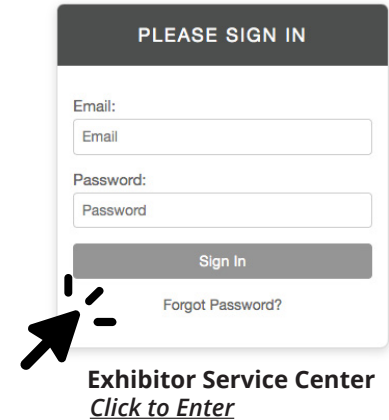 PLEASE SIGN IN
Email:
Email
Password:
Password
Sign In
Forgot Password?
Exhibitor Service Center
Click to Enter